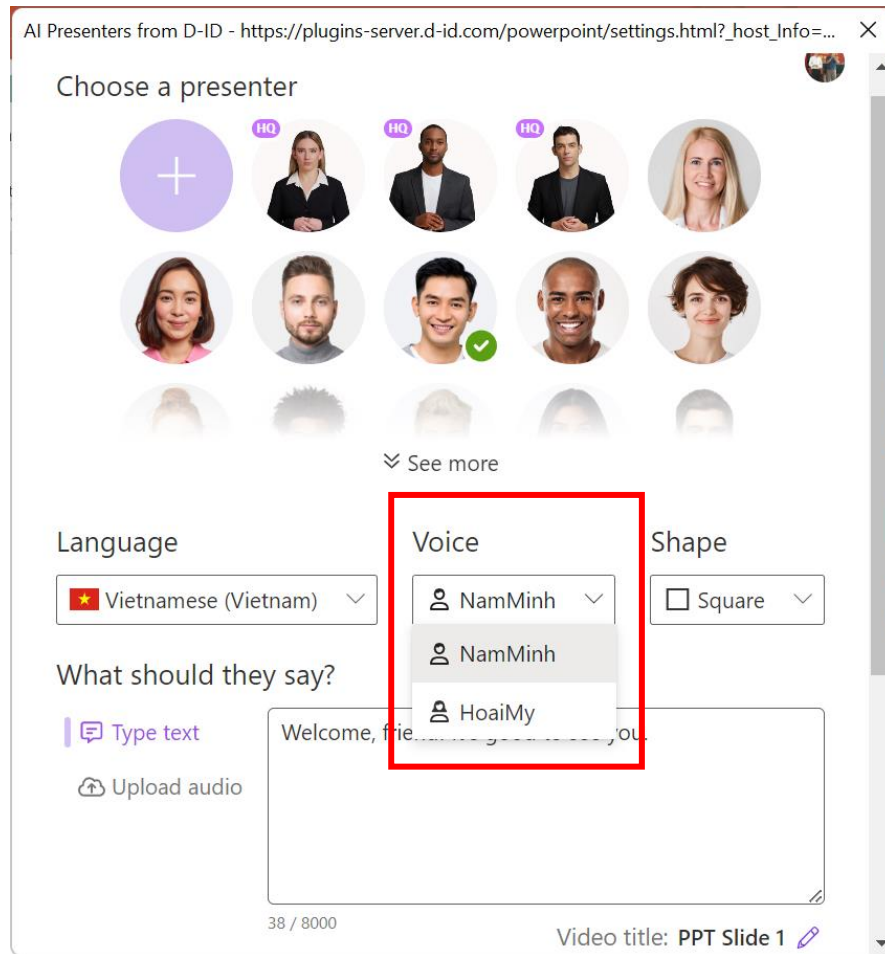 AI Presenters from D-ID - https://plugins-server.d-id.com/powerpoint/settings.html?_host_Info=...
Choose a presenter
HQ
HQ
HQ
See more
Language
Voice
Shape
Vietnamese (Vietnam)
NamMinh
Square
NamMinh
HoaiMy
What should they say?
Type text
Upload audio
Welcome, you.
38 / 8000
Video title: PPT Slide 1